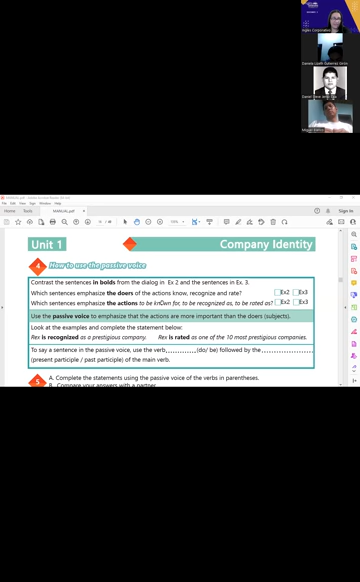 Ingles Corporativo
Daniela Lizeth Gutierrez Giron
Home Tools MANUAL.pdf
Sign In
Unit 1
Company Identity
4 How to use the passive voice
Contrast the sentences in bolds from the dialog in Ex 2 and the sentences in Ex. 3.
Which sentences emphasize the doers of the actions know, recognize and rate? Ex2 Ex3
Which sentences emphasize the actions to be known for, to be recognized as, to be rated as? Ex2 Ex3
Use the passive voice to emphasize that the actions are more important than the doers (subjects).
Look at the examples and complete the statement below:
Rex is recognized as a prestigious company. Rex is rated as one of the 10 most prestigious companies.
To say a sentence in the passive voice, use the verb.............(do/ be) followed by the......................
(present participle / past participle) of the main verb.
5 A. Complete the statements using the passive voice of the verbs in parentheses.
B. Compare your answers with a partner.